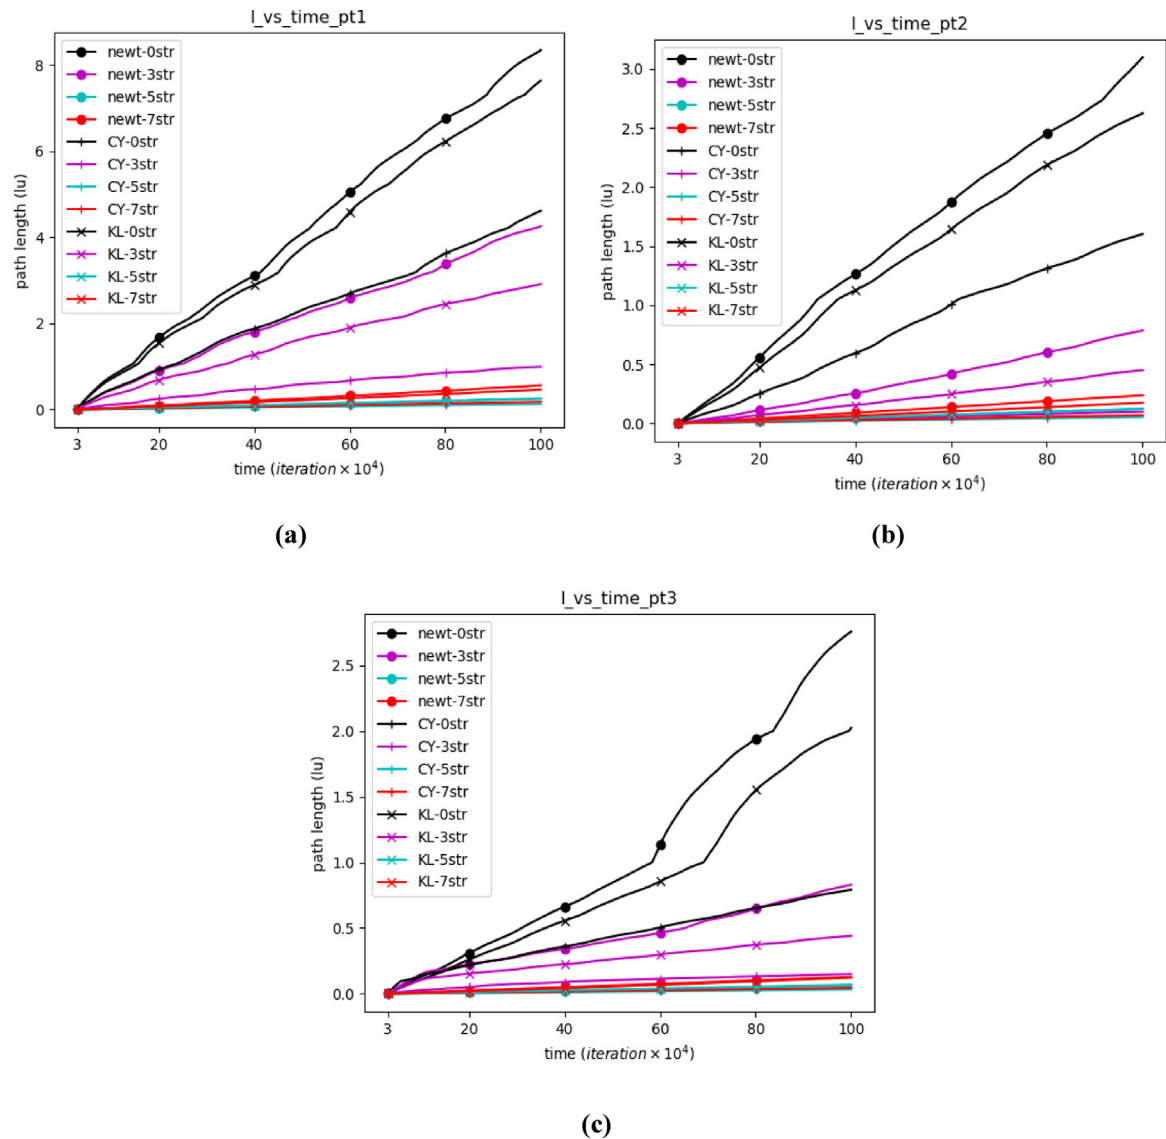 l_vs_time_pt1
path length (lu)
8
6
4
2
0
newt-0str
newt-3str
newt-5str
newt-7str
CY-0str
CY-3str
CY-5str
CY-7str
KL-0str
KL-3str
KL-5str
KL-7str
3 20 40 60 80 100
time (iteration × 10⁴)
(a)
l_vs_time_pt2
path length (lu)
3.0
2.5
2.0
1.5
1.0
0.5
0.0
newt-0str
newt-3str
newt-5str
newt-7str
CY-0str
CY-3str
CY-5str
CY-7str
KL-0str
KL-3str
KL-5str
KL-7str
3 20 40 60 80 100
time (iteration × 10⁴)
(b)
l_vs_time_pt3
path length (lu)
2.5
2.0
1.5
1.0
0.5
0.0
newt-0str
newt-3str
newt-5str
newt-7str
CY-0str
CY-3str
CY-5str
CY-7str
KL-0str
KL-3str
KL-5str
KL-7str
3 20 40 60 80 100
time (iteration × 10⁴)
(c)